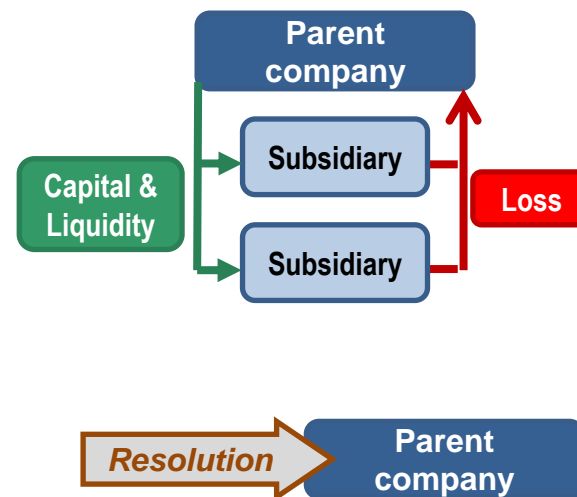 Parent
company
Subsidiary
Capital &
Liquidity
Loss
Subsidiary
Resolution
Parent
company